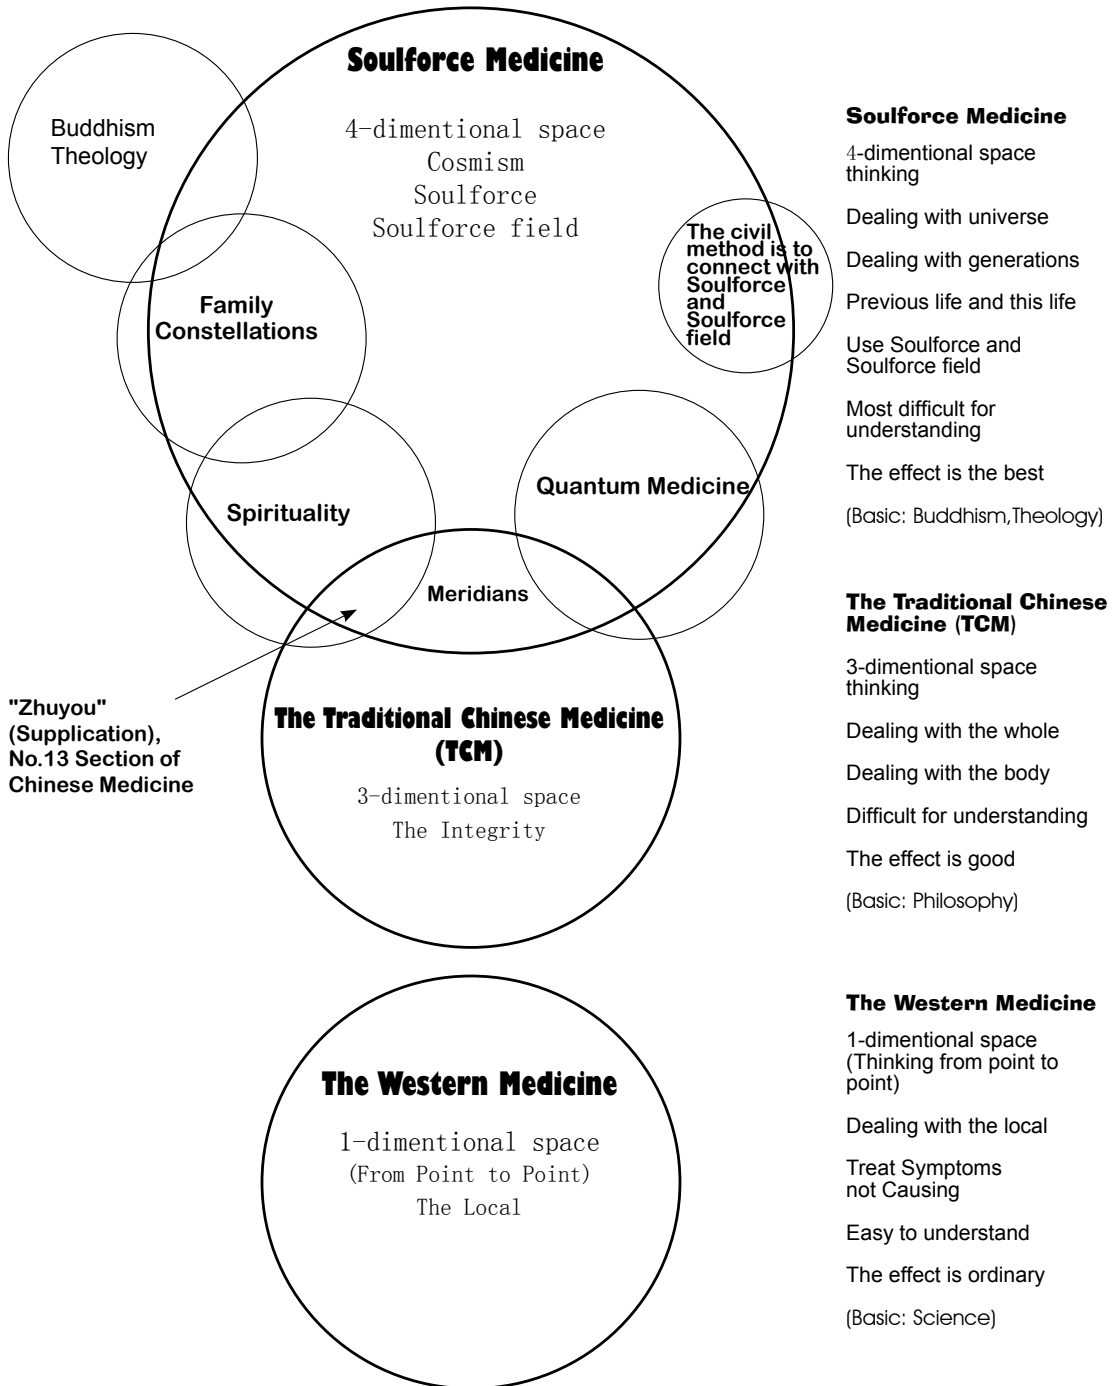 Soulforce Medicine
4-dimentional space
Cosmism
Soulforce
Soulforce field
Buddhism
Theology
The civil
method is to
connect with
Soulforce
and
Soulforce
field
Family
Constellations
Spirituality
Quantum Medicine
Meridians
"Zhuyou"
(Supplication),
No.13 Section of
Chinese Medicine
The Traditional Chinese Medicine
(TCM)
3-dimentional space
The Integrity
The Western Medicine
1-dimentional space
(From Point to Point)
The Local
Soulforce Medicine
4-dimentional space
thinking
Dealing with universe
Dealing with generations
Previous life and this life
Use Soulforce and
Soulforce field
Most difficult for
understanding
The effect is the best
(Basic: Buddhism,Theology)
The Traditional Chinese
Medicine (TCM)
3-dimentional space
thinking
Dealing with the whole
Dealing with the body
Difficult for understanding
The effect is good
(Basic: Philosophy)
The Western Medicine
1-dimentional space
(Thinking from point to
point)
Dealing with the local
Treat Symptoms
not Causing
Easy to understand
The effect is ordinary
(Basic: Science)